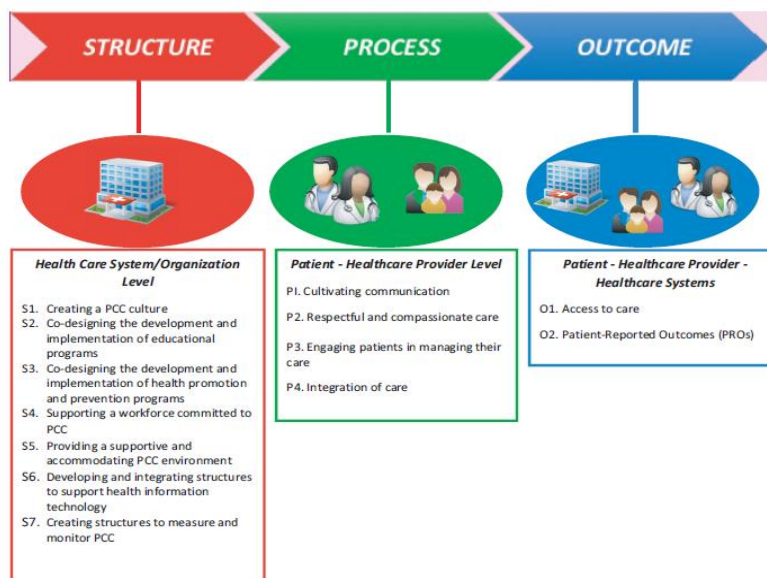 STRUCTURE
PROCESS
OUTCOME
Health Care System/Organization
Level
S1. Creating a PCC culture
S2. Co-designing the development and
implementation of educational
programs
S3. Co-designing the development and
implementation of health promotion
and prevention programs
S4. Supporting a workforce committed to
PCC
S5. Providing a supportive and
accommodating PCC environment
S6. Developing and integrating structures
to support health information
technology
S7. Creating structures to measure and
monitor PCC
Patient - Healthcare Provider Level
PI. Cultivating communication
P2. Respectful and compassionate care
P3. Engaging patients in managing their
care
P4. Integration of care
Patient - Healthcare Provider -
Healthcare Systems
O1. Access to care
O2. Patient-Reported Outcomes (PROs)